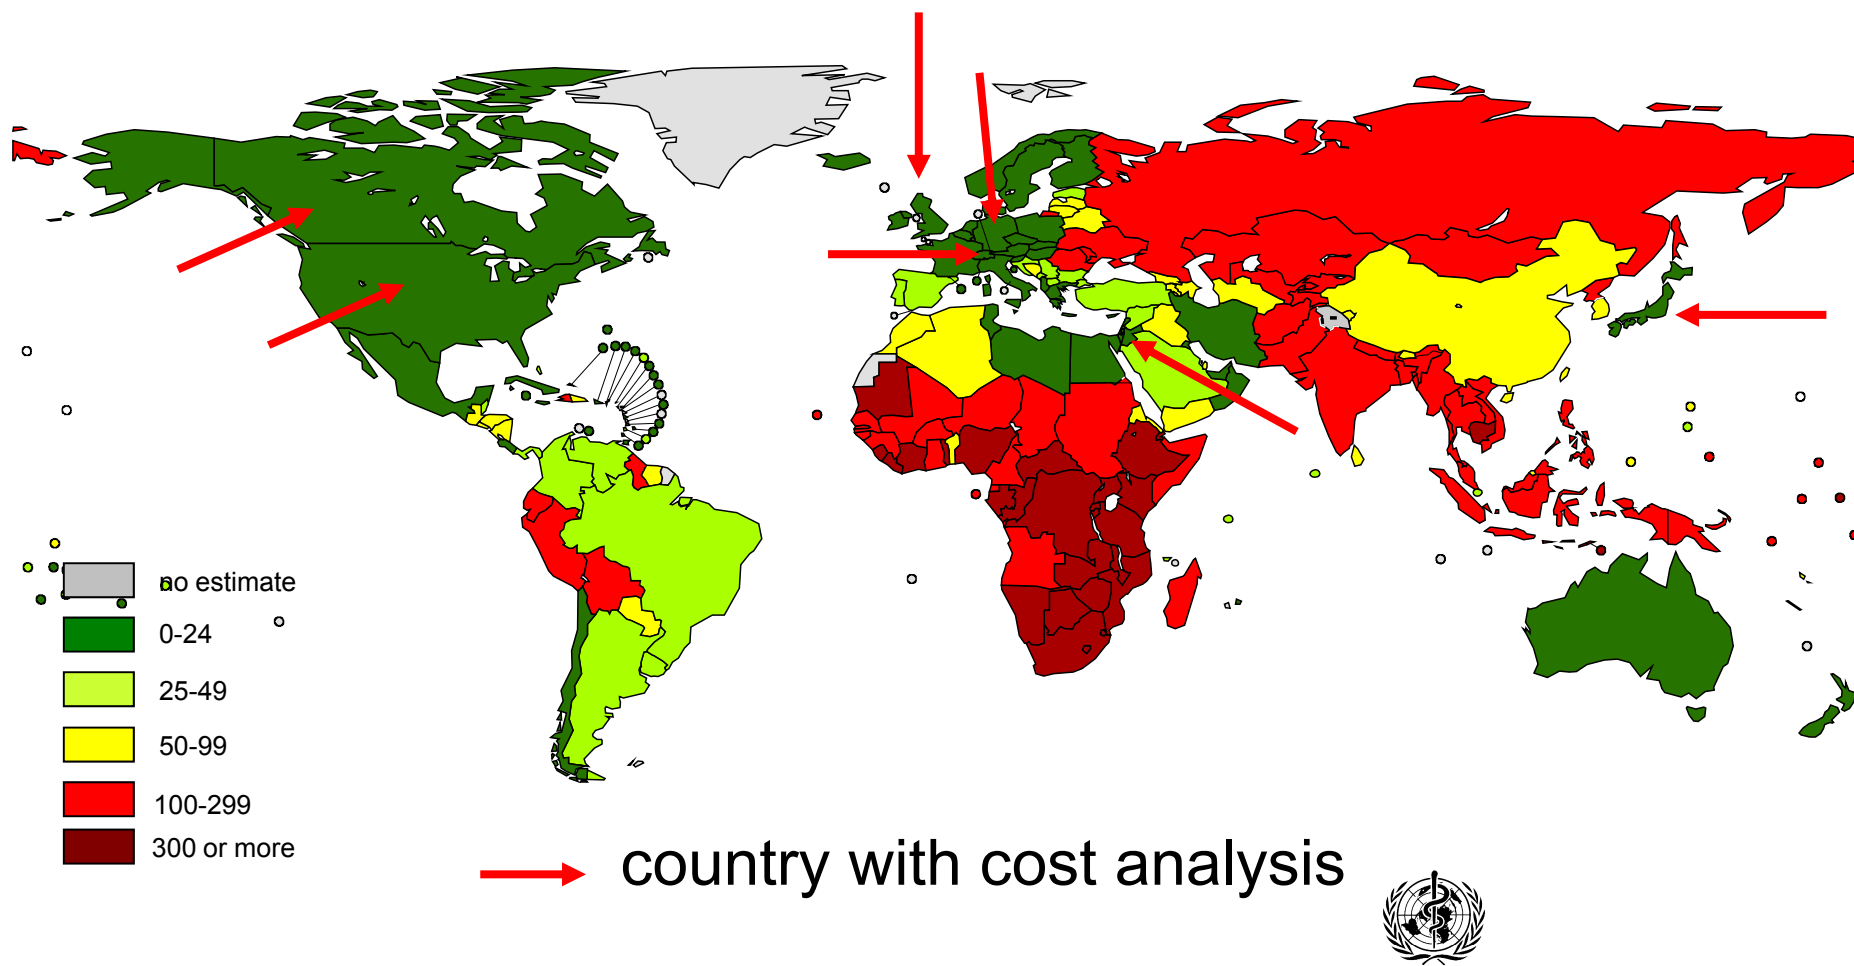 no estimate
0-24
25-49
50-99
100-299
300 or more
country with cost analysis